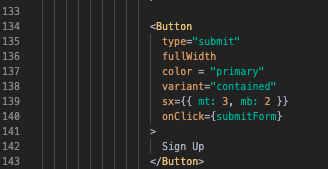 133
134 <Button
135 type="submit"
136 fullWidth
137 color = "primary"
138 variant="contained"
139 sx={{ mt: 3, mb: 2 }}
140 onClick={submitForm}
141 >
142 Sign Up
143 </Button>